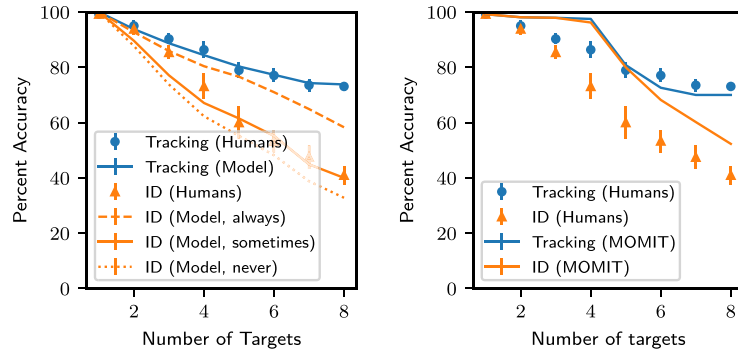 100
80
60
40
20
0
Percent Accuracy
Tracking (Humans)
Tracking (Model)
ID (Humans)
ID (Model, always)
ID (Model, sometimes)
ID (Model, never)
2 4 6 8
Number of Targets
100
80
60
40
20
0
Percent Accuracy
Tracking (Humans)
ID (Humans)
Tracking (MOMIT)
ID (MOMIT)
2 4 6 8
Number of targets